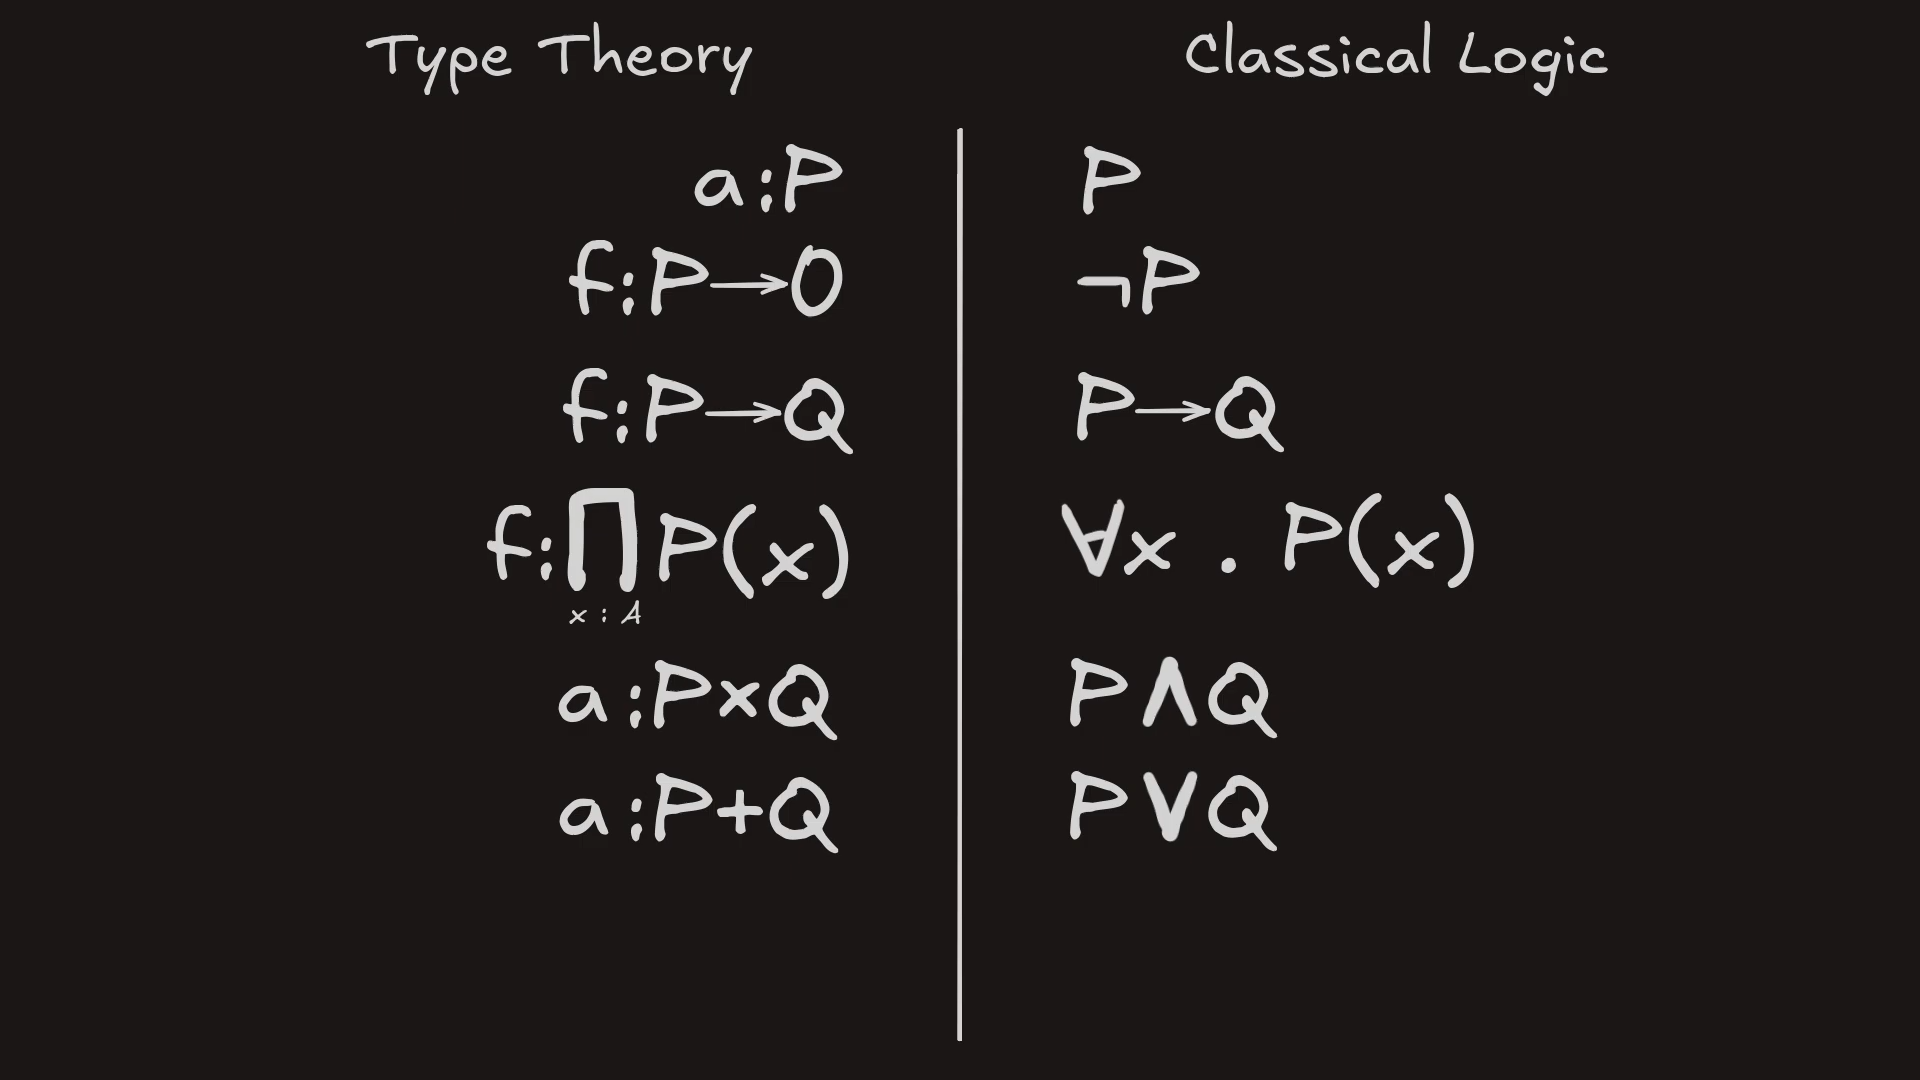 Type Theory Classical Logic
a:P P
f:P→0 ¬P
f:P→Q P→Q
f:∏P(x) ∀x . P(x)
x : A
a:P×Q P∧Q
a:P+Q P∨Q